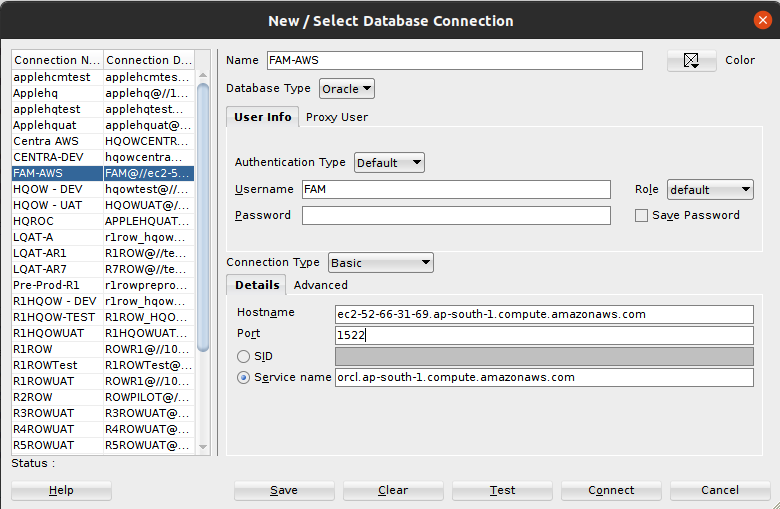 New / Select Database Connection
Connection N... Connection D...
applehcmtest applehcmtes...
Applehq applehq@//1...
applehqtest applehqtest...
Applehquat applehquat@...
Centra AWS HQOWCENTR...
CENTRA-DEV hqowcentra...
FAM-AWS FAM@//ec2-5...
HQOW - DEV hqowtest@//...
HQOW - UAT HQOWUAT@/...
HQROC APPLEHQUAT...
LQAT-A r1row_hqow...
LQAT-AR1 R1ROW@//te...
LQAT-AR7 R7ROW@//te...
Pre-Prod-R1 r1rowprepro...
R1HQOW - DEV r1row_hqow...
R1HQOW-TEST R1ROW_HQO...
R1HQOWUAT R1HQOWUAT...
R1ROW ROWR1@//10...
R1ROWTest R1ROWTest@...
R1ROWUAT ROWR1@//10...
R2ROW ROWPILOT@/...
R3ROWUAT R3ROWUAT@...
R4ROWUAT R4ROWUAT@...
R5ROWUAT R5ROWUAT@...
Status :
Name FAM-AWS Color
Database Type Oracle
User Info Proxy User
Authentication Type Default
Username FAM Role default
Password Save Password
Connection Type Basic
Details Advanced
Hostname ec2-52-66-31-69.ap-south-1.compute.amazonaws.com
Port 1522
SID
Service name orcl.ap-south-1.compute.amazonaws.com
Help Save Clear Test Connect Cancel